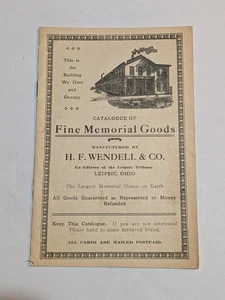 This is
the
Building
We Own
and
Occupy
CATALOGUE OF
Fine Memorial Goods
MANUFACTURED BY
H. F. WENDELL & CO.
Ex-Editors of the Leipsic Tribune
LEIPSIC, OHIO
The Largest Memorial House on Earth
All Goods Guaranteed as Represented or Money
Refunded
Keep This Catalogue. If you are not interested
Please hand to some bereaved friend.
ALL CARDS ARE MAILED POSTPAID